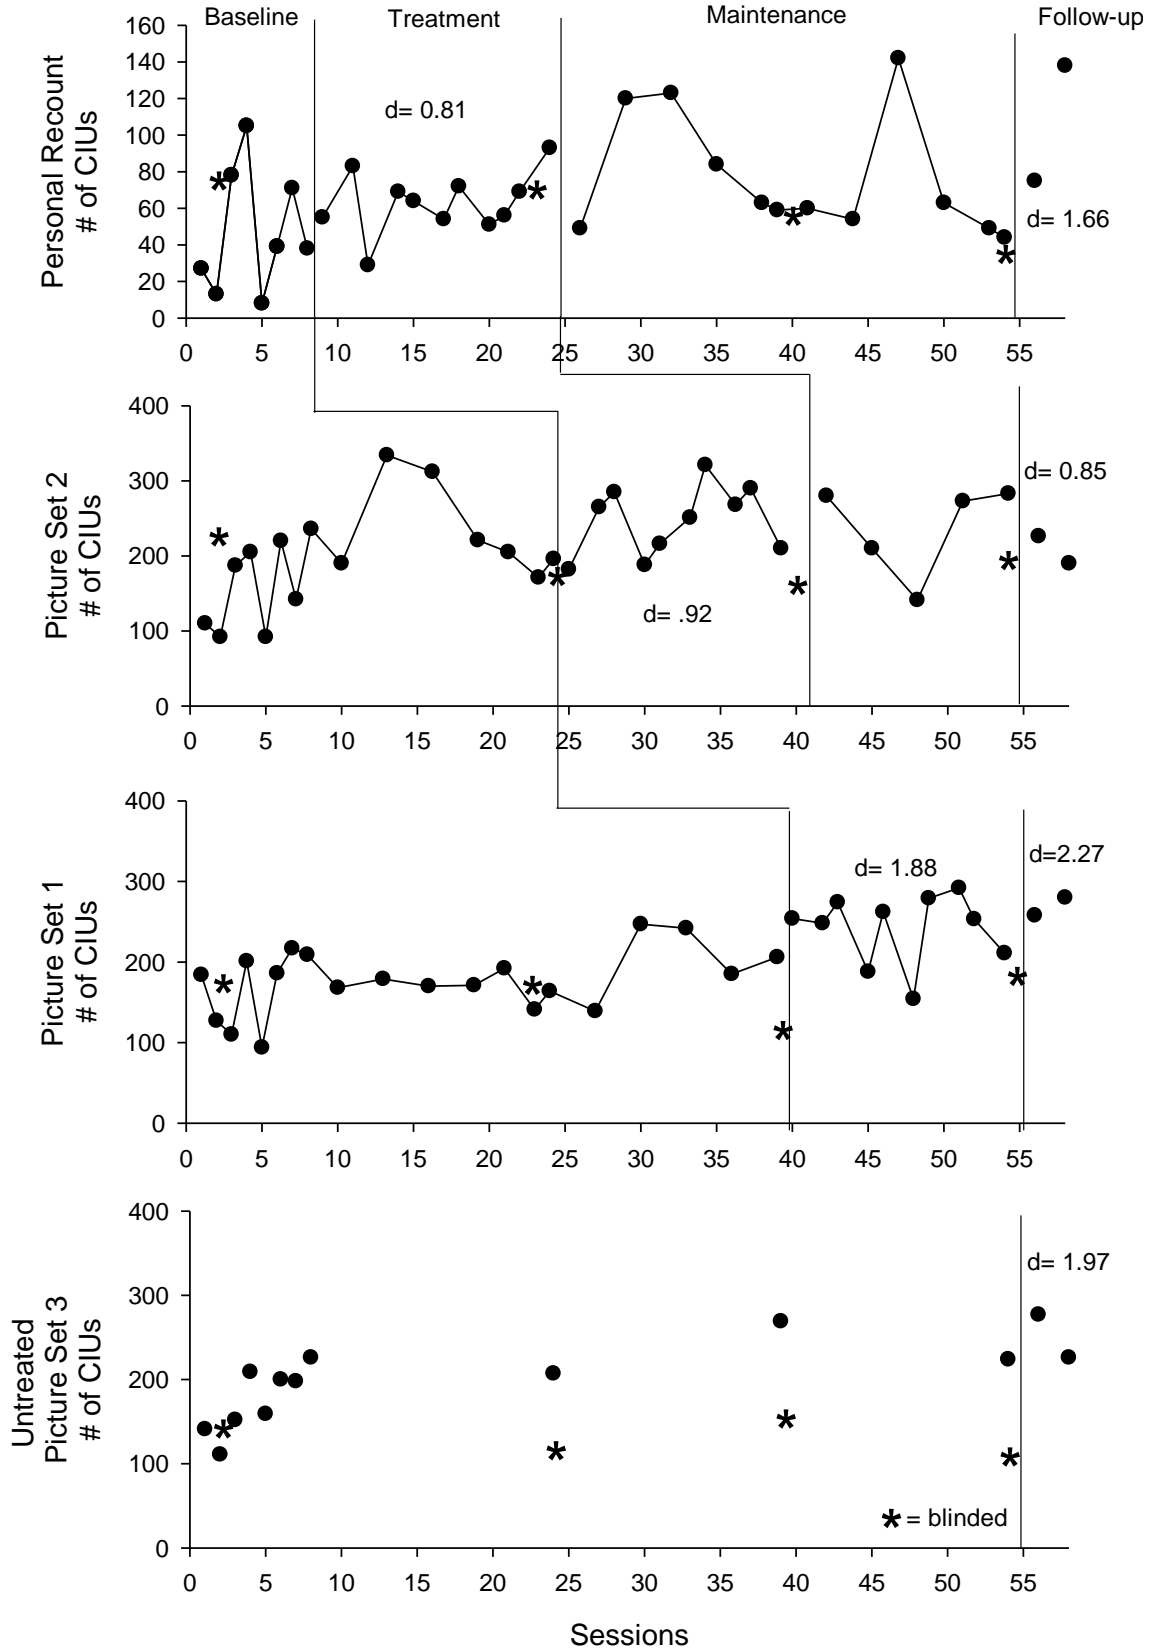 Baseline Treatment Maintenance Follow-up
Personal Recount
# of CIUs
160
140
120
100
80
60
40
20
0
d= 0.81
d= 1.66
0 5 10 15 20 25 30 35 40 45 50 55
Picture Set 2
# of CIUs
400
300
200
100
0
d= 0.85
d= .92
0 5 10 15 20 25 30 35 40 45 50 55
Picture Set 1
# of CIUs
400
300
200
100
0
d= 1.88
d=2.27
0 5 10 15 20 25 30 35 40 45 50 55
Untreated
Picture Set 3
# of CIUs
400
300
200
100
0
d= 1.97
* = blinded
0 5 10 15 20 25 30 35 40 45 50 55
Sessions